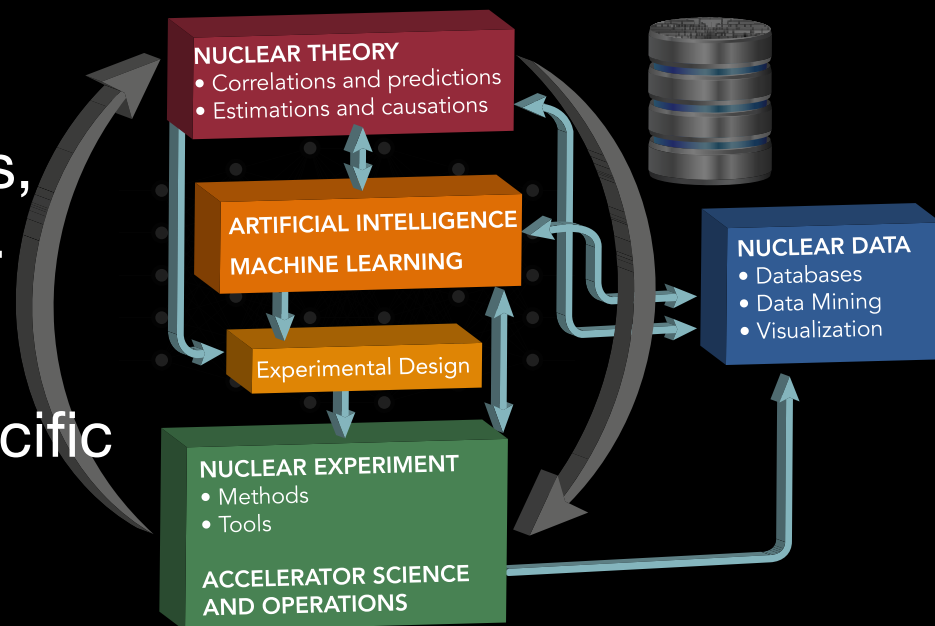 NUCLEAR THEORY
• Correlations and predictions
• Estimations and causations
s,
ARTIFICIAL INTELLIGENCE
MACHINE LEARNING
NUCLEAR DATA
• Databases
• Data Mining
• Visualization
Experimental Design
cific
NUCLEAR EXPERIMENT
• Methods
• Tools
ACCELERATOR SCIENCE
AND OPERATIONS